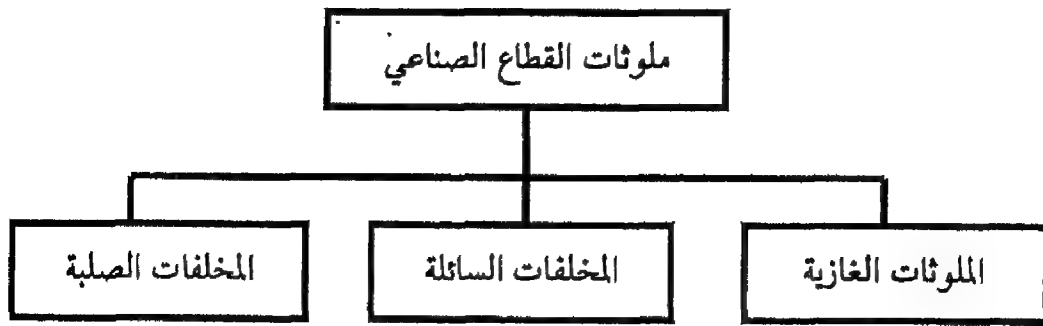 ملوثات القطاع الصناعي
الملوثات الغازية
المخلفات السائلة
المخلفات الصلبة